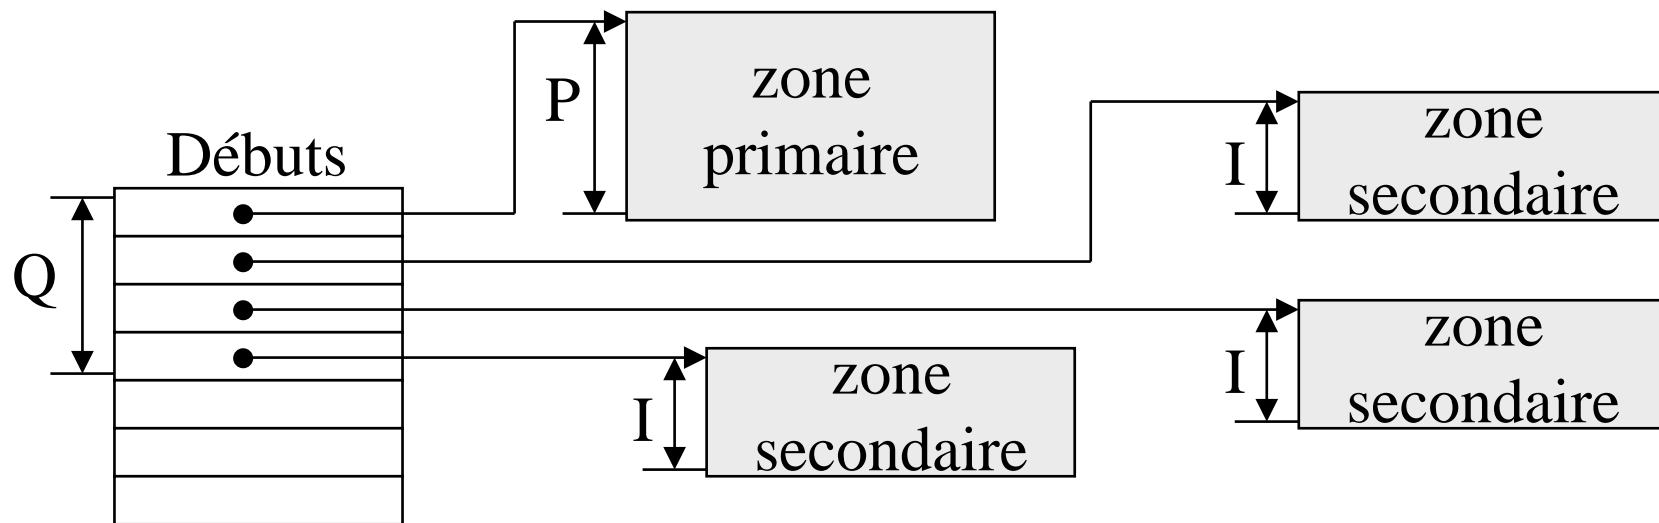 P
zone
primaire
zone
secondaire
I
Débuts
Q
zone
secondaire
I
zone
secondaire
I